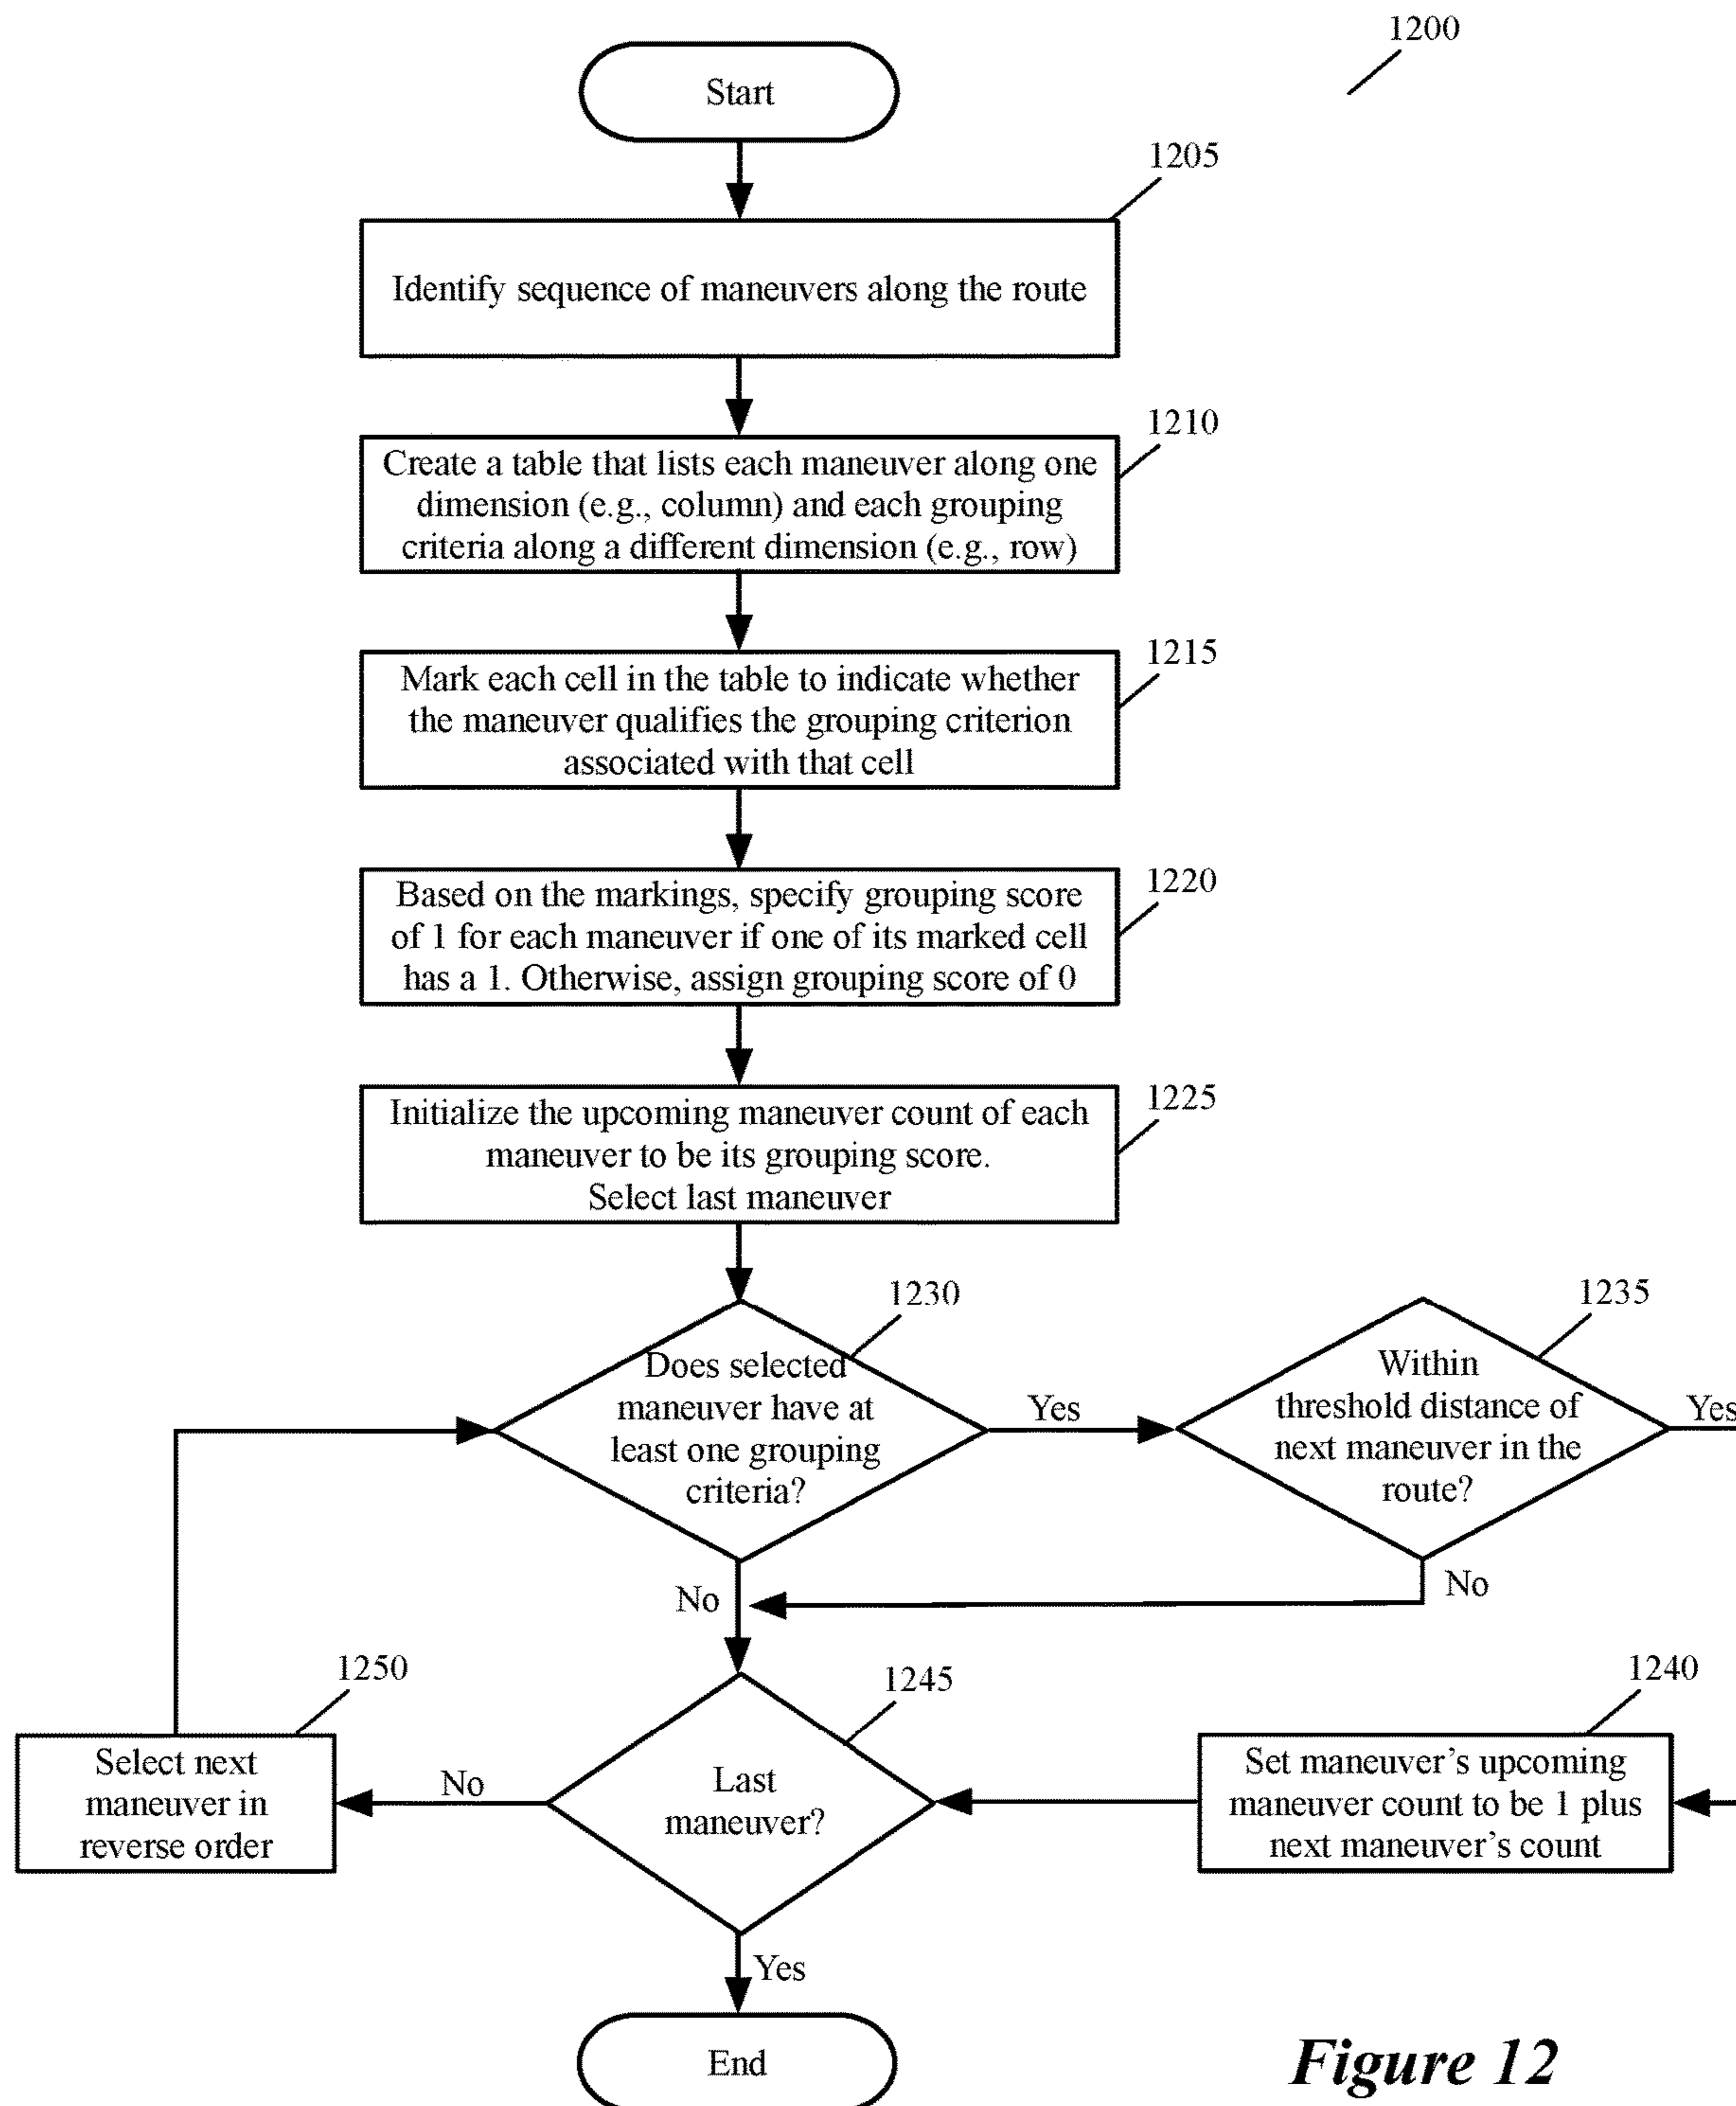 1200
Start
1205
Identify sequence of maneuvers along the route
1210
Create a table that lists each maneuver along one
dimension (e.g., column) and each grouping
criteria along a different dimension (e.g., row)
1215
Mark each cell in the table to indicate whether
the maneuver qualifies the grouping criterion
associated with that cell
1220
Based on the markings, specify grouping score
of 1 for each maneuver if one of its marked cell
has a 1. Otherwise, assign grouping score of 0
1225
Initialize the upcoming maneuver count of each
maneuver to be its grouping score.
Select last maneuver
1230
Does selected
maneuver have at
least one grouping
criteria?
Yes
1235
Within
threshold distance of
next maneuver in the
route?
Yes
No
No
1250
Select next
maneuver in
reverse order
No
1245
Last
maneuver?
1240
Set maneuver’s upcoming
maneuver count to be 1 plus
next maneuver’s count
Yes
End
Figure 12